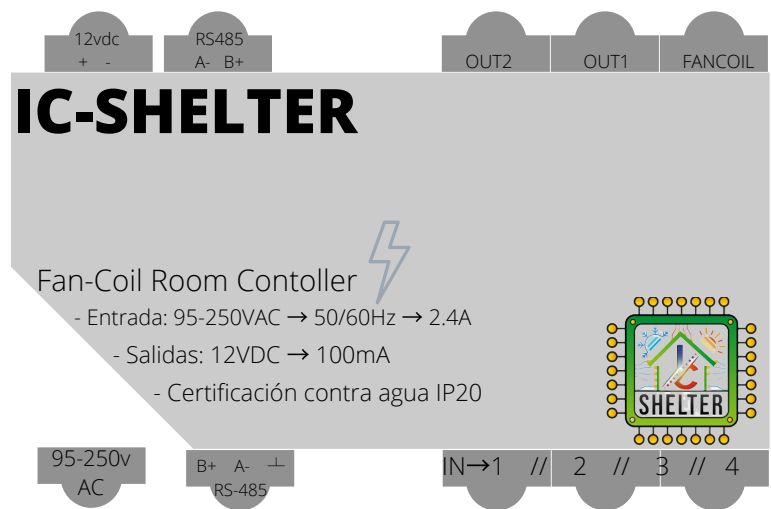 12vdc
+ -
RS485
A- B+
OUT2
OUT1
FANCOIL
IC-SHELTER
Fan-Coil Room Contoller
- Entrada: 95-250VAC → 50/60Hz → 2.4A
- Salidas: 12VDC → 100mA
- Certificación contra agua IP20
IC
SHELTER
95-250v
AC
B+ A- ⏊
RS-485
IN→1 // 2 // 3 // 4